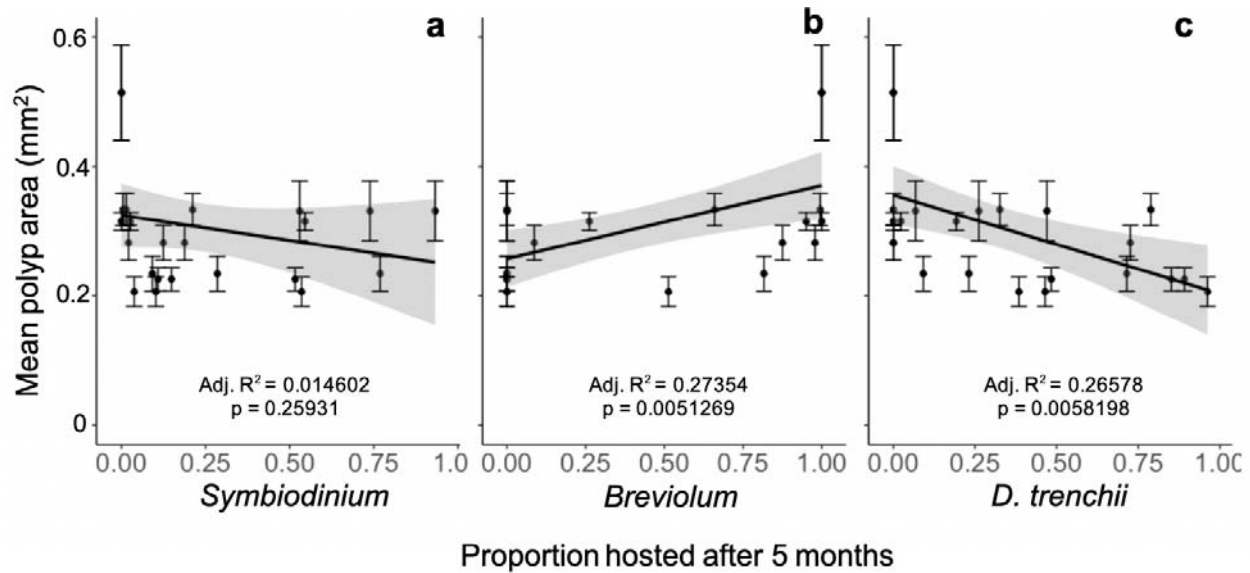 a
b
c
Mean polyp area (mm²)
0.6
0.4
0.2
0
Adj. R² = 0.014602
p = 0.25931
Adj. R² = 0.27354
p = 0.0051269
Adj. R² = 0.26578
p = 0.0058198
0.00 0.25 0.50 0.75 1.0
0.00 0.25 0.50 0.75 1.00
0.00 0.25 0.50 0.75 1.00
Symbiodinium
Breviolum
D. trenchii
Proportion hosted after 5 months